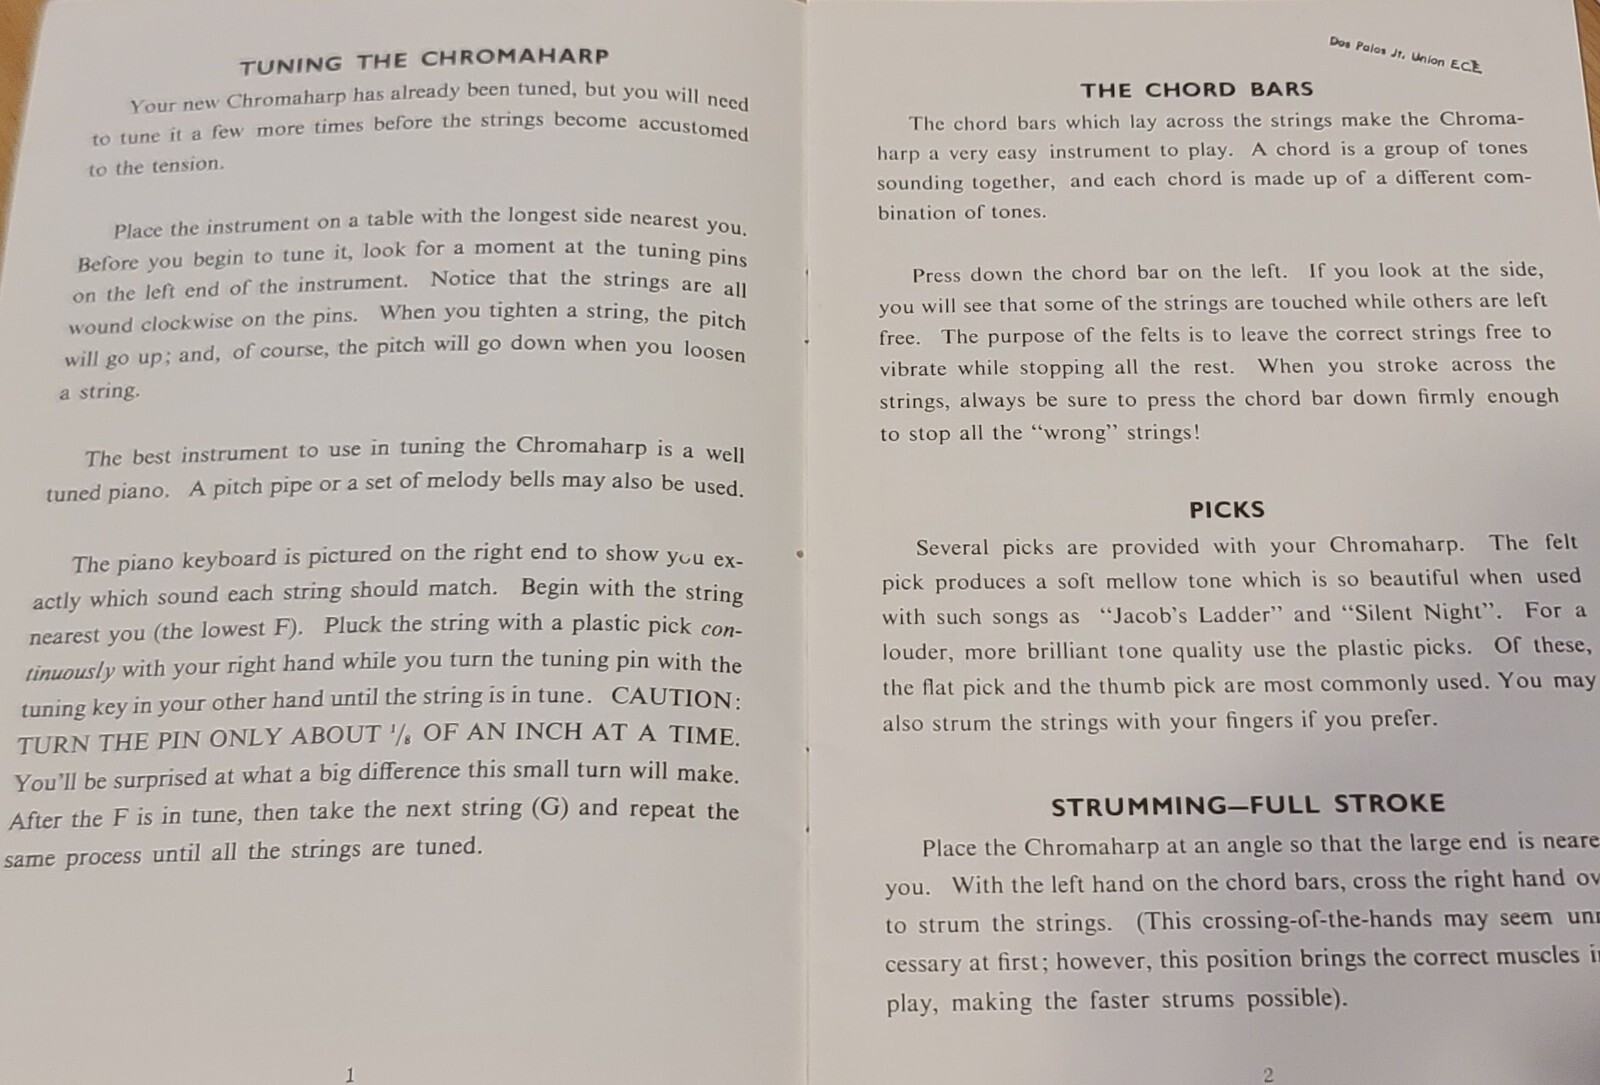 TUNING THE CHROMAHARP
Your new Chromaharp has already been tuned, but you will need
to tune it a few more times before the strings become accustomed
to the tension.
Place the instrument on a table with the longest side nearest you.
Before you begin to tune it, look for a moment at the tuning pins
on the left end of the instrument. Notice that the strings are all
wound clockwise on the pins. When you tighten a string, the pitch
will go up; and, of course, the pitch will go down when you loosen
a string.
The best instrument to use in tuning the Chromaharp is a well
tuned piano. A pitch pipe or a set of melody bells may also be used.
The piano keyboard is pictured on the right end to show you ex-
actly which sound each string should match. Begin with the string
nearest you (the lowest F). Pluck the string with a plastic pick con-
tinuously with your right hand while you turn the tuning pin with the
tuning key in your other hand until the string is in tune. CAUTION:
TURN THE PIN ONLY ABOUT 1/8 OF AN INCH AT A TIME.
You'll be surprised at what a big difference this small turn will make.
After the F is in tune, then take the next string (G) and repeat the
same process until all the strings are tuned.
1
Dos Palos Jt. Union ECE
THE CHORD BARS
The chord bars which lay across the strings make the Chroma-
harp a very easy instrument to play. A chord is a group of tones
sounding together, and each chord is made up of a different com-
bination of tones.
Press down the chord bar on the left. If you look at the side,
you will see that some of the strings are touched while others are left
free. The purpose of the felts is to leave the correct strings free to
vibrate while stopping all the rest. When you stroke across the
strings, always be sure to press the chord bar down firmly enough
to stop all the "wrong" strings!
PICKS
Several picks are provided with your Chromaharp. The felt
pick produces a soft mellow tone which is so beautiful when used
with such songs as "Jacob's Ladder" and "Silent Night". For a
louder, more brilliant tone quality use the plastic picks. Of these,
the flat pick and the thumb pick are most commonly used. You may
also strum the strings with your fingers if you prefer.
STRUMMING—FULL STROKE
Place the Chromaharp at an angle so that the large end is neare
you. With the left hand on the chord bars, cross the right hand ov
to strum the strings. (This crossing-of-the-hands may seem unn
cessary at first; however, this position brings the correct muscles in
play, making the faster strums possible).
2